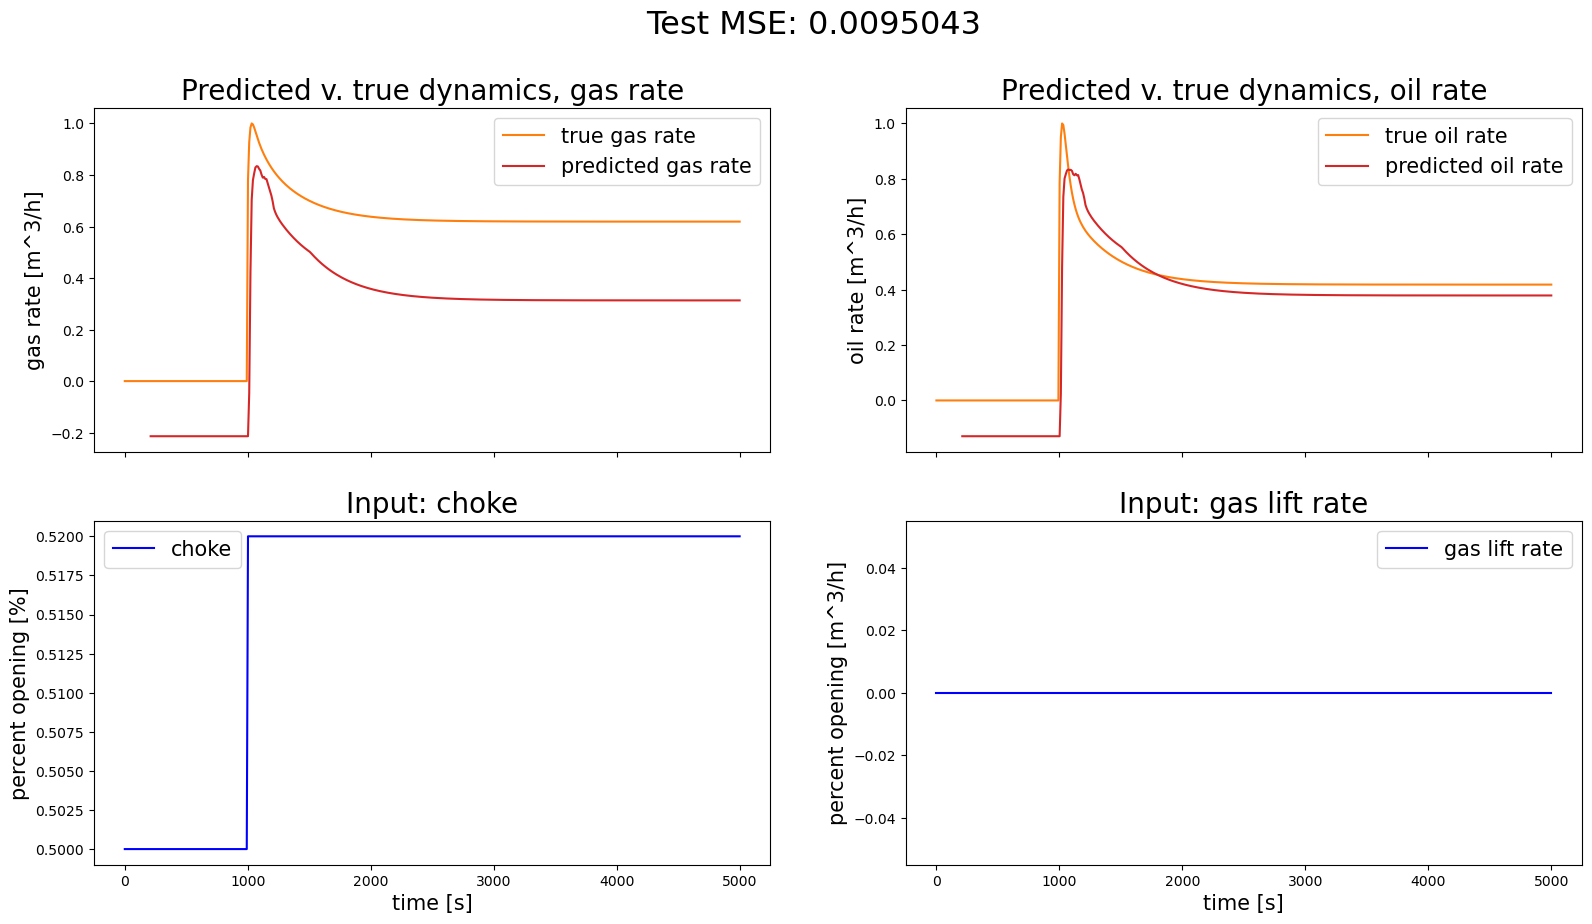 Test MSE: 0.0095043
Predicted v. true dynamics, gas rate
gas rate [m^3/h]
1.0
0.8
0.6
0.4
0.2
0.0
−0.2
true gas rate
predicted gas rate
Predicted v. true dynamics, oil rate
oil rate [m^3/h]
1.0
0.8
0.6
0.4
0.2
0.0
true oil rate
predicted oil rate
Input: choke
percent opening [%]
0.5200
0.5175
0.5150
0.5125
0.5100
0.5075
0.5050
0.5025
0.5000
choke
0 1000 2000 3000 4000 5000
time [s]
Input: gas lift rate
percent opening [m^3/h]
0.04
0.02
0.00
−0.02
−0.04
gas lift rate
0 1000 2000 3000 4000 5000
time [s]